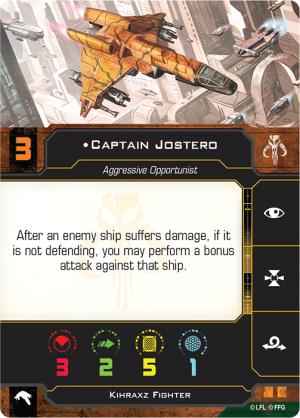 3
•Captain Jostero
Aggressive Opportunist
After an enemy ship suffers damage, if it
is not defending, you may perform a bonus
attack against that ship.
3 2 5 1
Kihraxz Fighter
© LFL © FFG